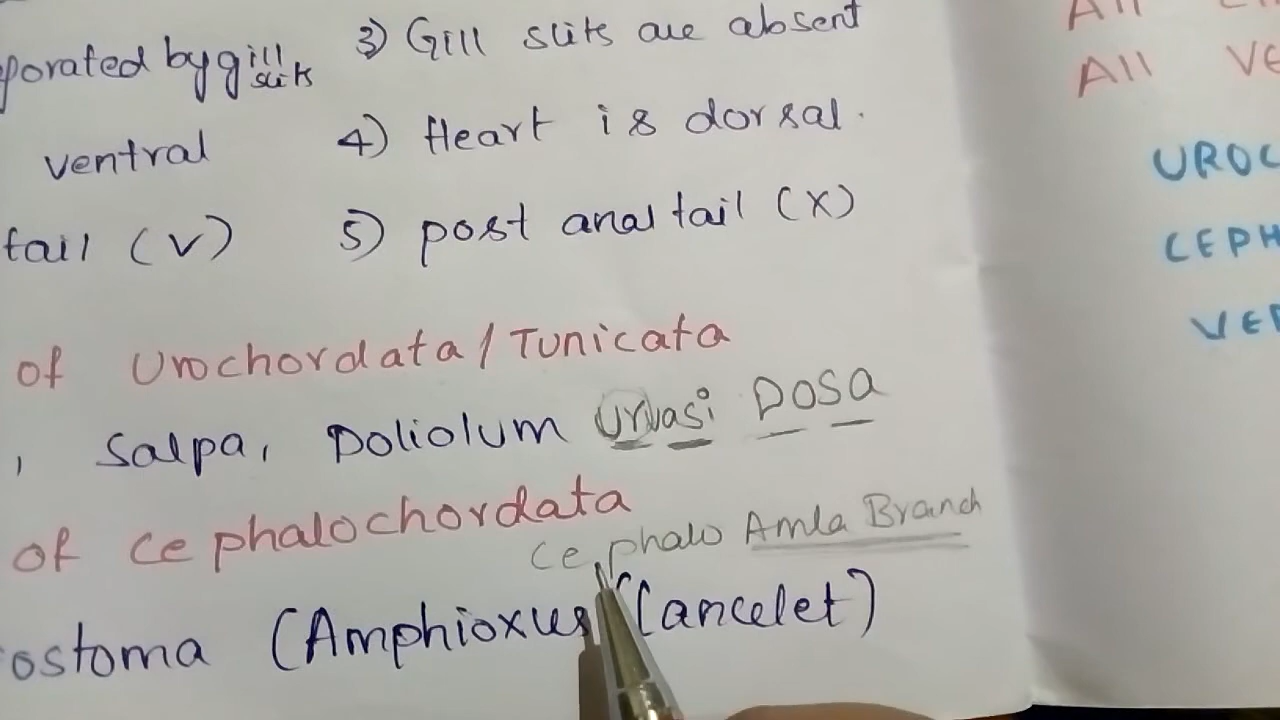 porated by gill slits
3) Gill slits are absent
ventral
4) Heart is dorsal.
tail (✓)
5) post anal tail (X)
of Urochordata / Tunicata
, Salpa, Doliolum Urvasi DOSA
of cephalochordata
cephalo Amla Branch
ostoma (Amphioxus / Lancelet)
All
All VE
UROC
CEPH
VER